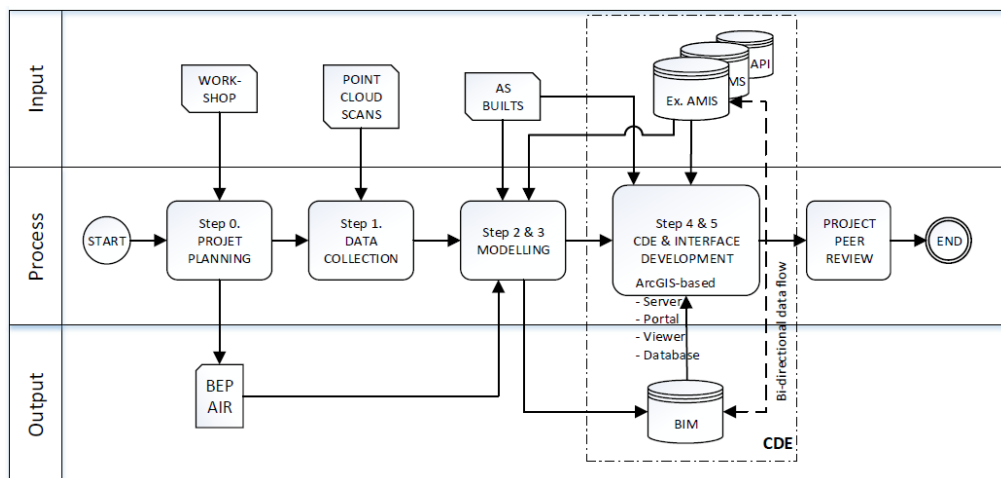 Input
WORK-
SHOP
POINT
CLOUD
SCANS
AS
BUILTS
API
MS
Ex. AMIS
Process
START
Step 0.
PROJET
PLANNING
Step 1.
DATA
COLLECTION
Step 2 & 3
MODELLING
Step 4 & 5
CDE & INTERFACE
DEVELOPMENT
ArcGIS-based
- Server
- Portal
- Viewer
- Database
PROJECT
PEER
REVIEW
END
Bi-directional data flow
Output
BEP
AIR
BIM
CDE